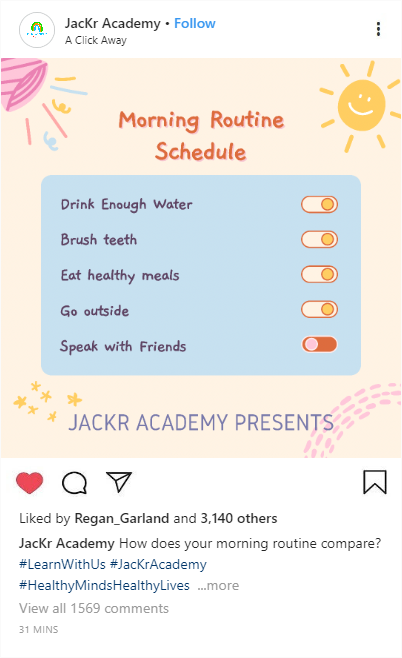 JacKr Academy • Follow
A Click Away
Morning Routine
Schedule
Drink Enough Water
Brush teeth
Eat healthy meals
Go outside
Speak with Friends
JACKR ACADEMY PRESENTS
Liked by Regan_Garland and 3,140 others
JacKr Academy How does your morning routine compare?
#LearnWithUs #JacKrAcademy
#HealthyMindsHealthyLives ...more
View all 1569 comments
31 MINS